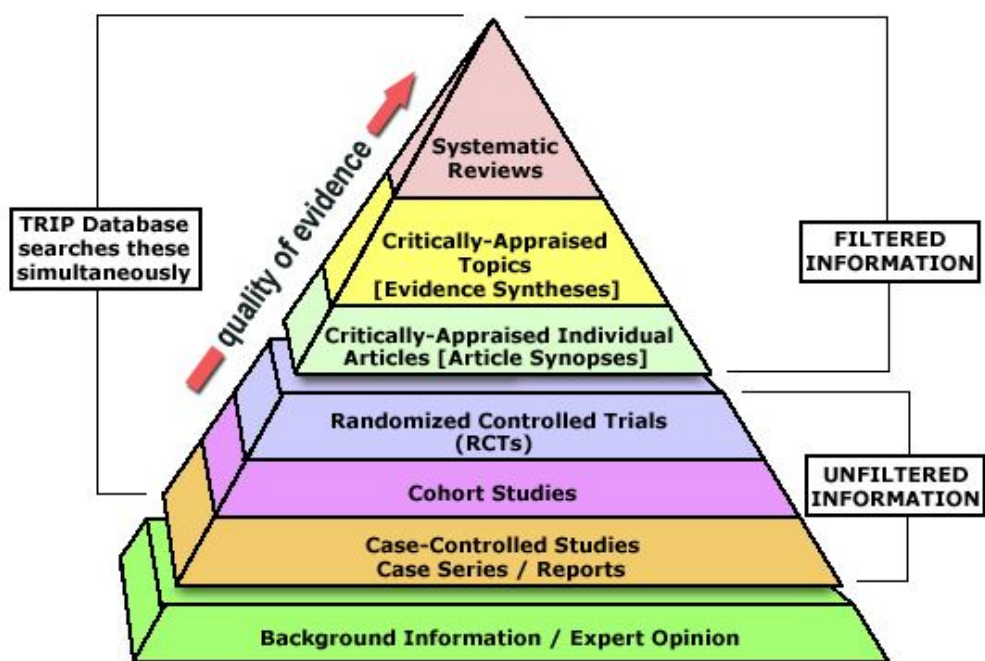 Systematic
Reviews
TRIP Database
searches these
simultaneously
quality of evidence
FILTERED
INFORMATION
Critically-Appraised
Topics
[Evidence Syntheses]
Critically-Appraised Individual
Articles [Article Synopses]
Randomized Controlled Trials
(RCTs)
UNFILTERED
INFORMATION
Cohort Studies
Case-Controlled Studies
Case Series / Reports
Background Information / Expert Opinion